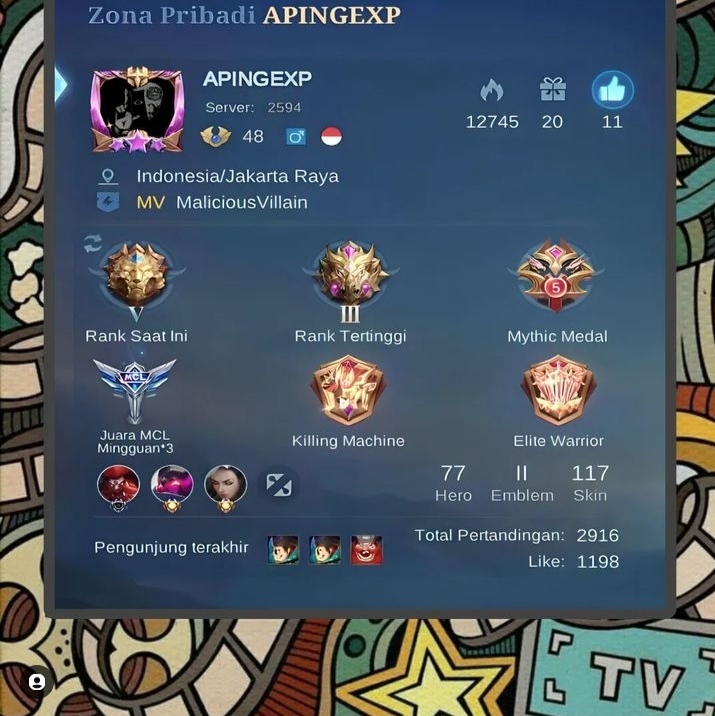 Zona Pribadi APINGEXP
APINGEXP
Server: 2594
48
12745 20 11
Indonesia/Jakarta Raya
MV MaliciousVillain
V
III
5
Rank Saat Ini
Rank Tertinggi
Mythic Medal
MCL
Juara MCL
Mingguan*3
Killing Machine
Elite Warrior
77 II 117
Hero Emblem Skin
Pengunjung terakhir
Total Pertandingan: 2916
Like: 1198
TV